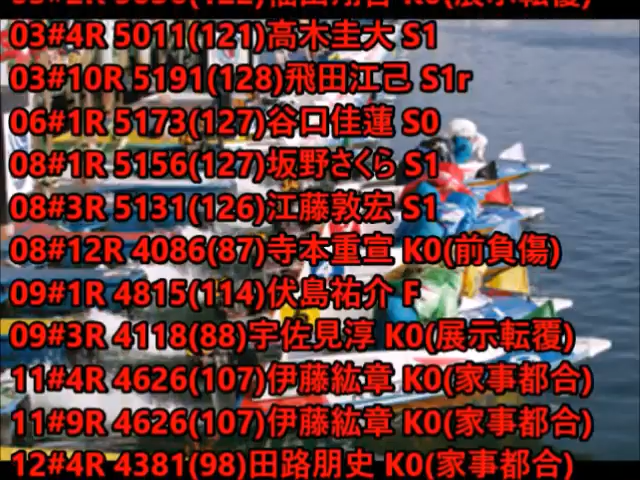 03#4R 5011(121)高木圭大 S1
03#10R 5191(128)飛田江己 S1r
06#1R 5173(127)谷口佳蓮 S0
08#1R 5156(127)坂野さくら S1
08#3R 5131(126)江藤敦宏 S1
08#12R 4086(87)寺本重宣 K0(前負傷)
09#1R 4815(114)伏島祐介 F
09#3R 4118(88)宇佐見淳 K0(展示転覆)
11#4R 4626(107)伊藤紘章 K0(家事都合)
11#9R 4626(107)伊藤紘章 K0(家事都合)
12#4R 4381(98)田路朋史 K0(家事都合)